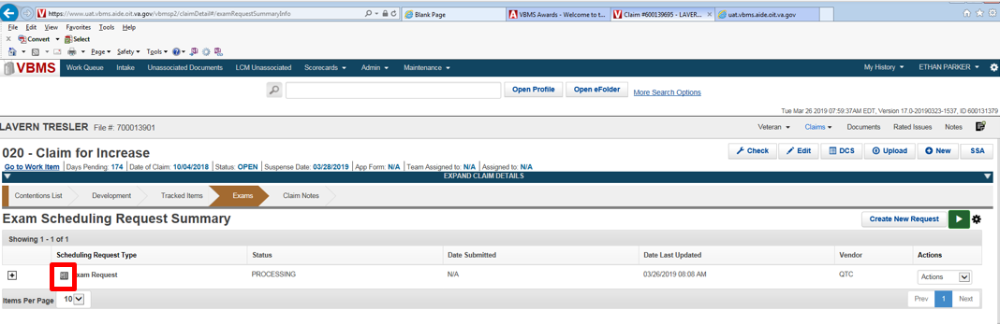 https://www.uat.vbms.aide.oit.va.gov/vbmsp2/claimDetail#/examRequestSummaryInfo
Blank Page
VBMS Awards - Welcome to t...
Claim #600139695 - LAVER...
uat.vbms.aide.oit.va.gov
File Edit View Favorites Tools Help
Convert Select
Page Safety Tools
VBMS Work Queue Intake Unassociated Documents LCM Unassociated Scorecards Admin Maintenance My History ETHAN PARKER
Open Profile Open eFolder More Search Options
Tue Mar 26 2019 07:59:37AM EDT, Version 17.0-20190323-1537, ID 600131379
LAVERN TRESLER File #: 700013901 Veteran Claims Documents Rated Issues Notes
020 - Claim for Increase Check Edit DCS Upload New SSA
Go to Work Item Days Pending: 174 Date of Claim: 10/04/2018 Status: OPEN Suspense Date: 03/28/2019 App Form: N/A Team Assigned to: N/A Assigned to: N/A
EXPAND CLAIM DETAILS
Contentions List Development Tracked Items Exams Claim Notes
Exam Scheduling Request Summary Create New Request
Showing 1 - 1 of 1
Scheduling Request Type Status Date Submitted Date Last Updated Vendor Actions
xam Request PROCESSING N/A 03/26/2019 08:08 AM QTC Actions
Items Per Page 10 Prev 1 Next